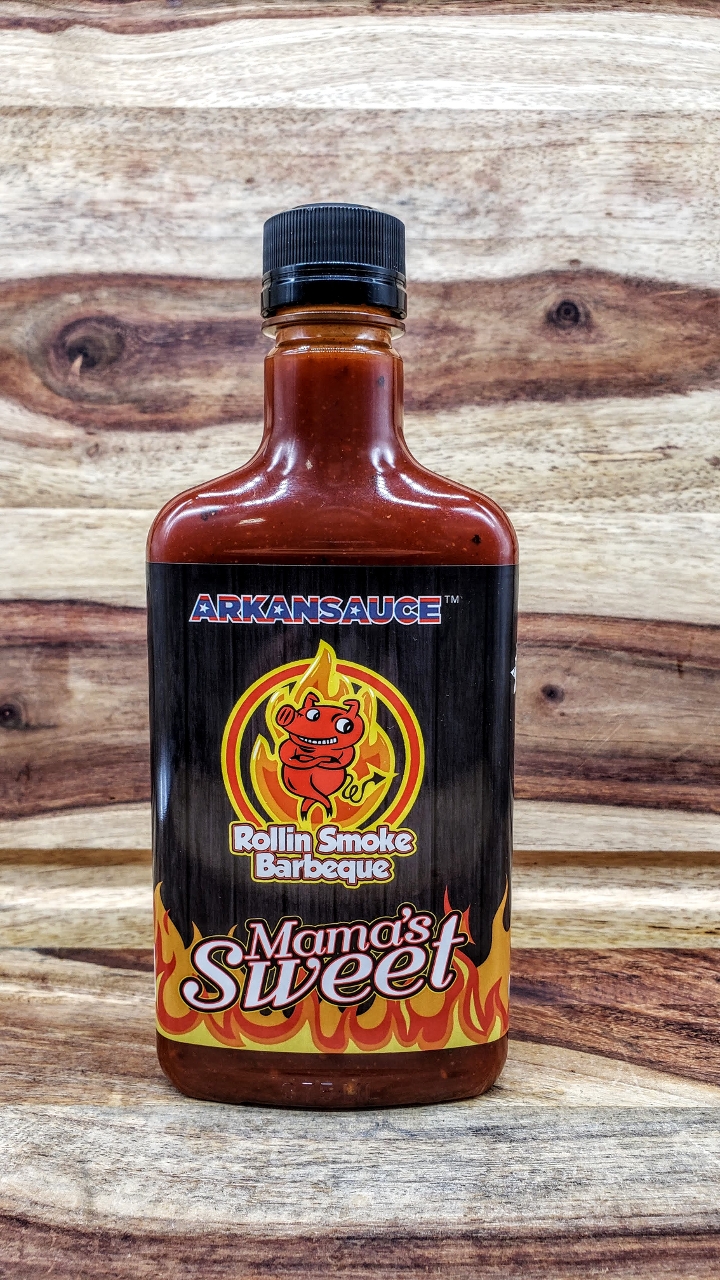 ARKANSAUCE™
Rollin Smoke
Barbeque
Mama's
Sweet